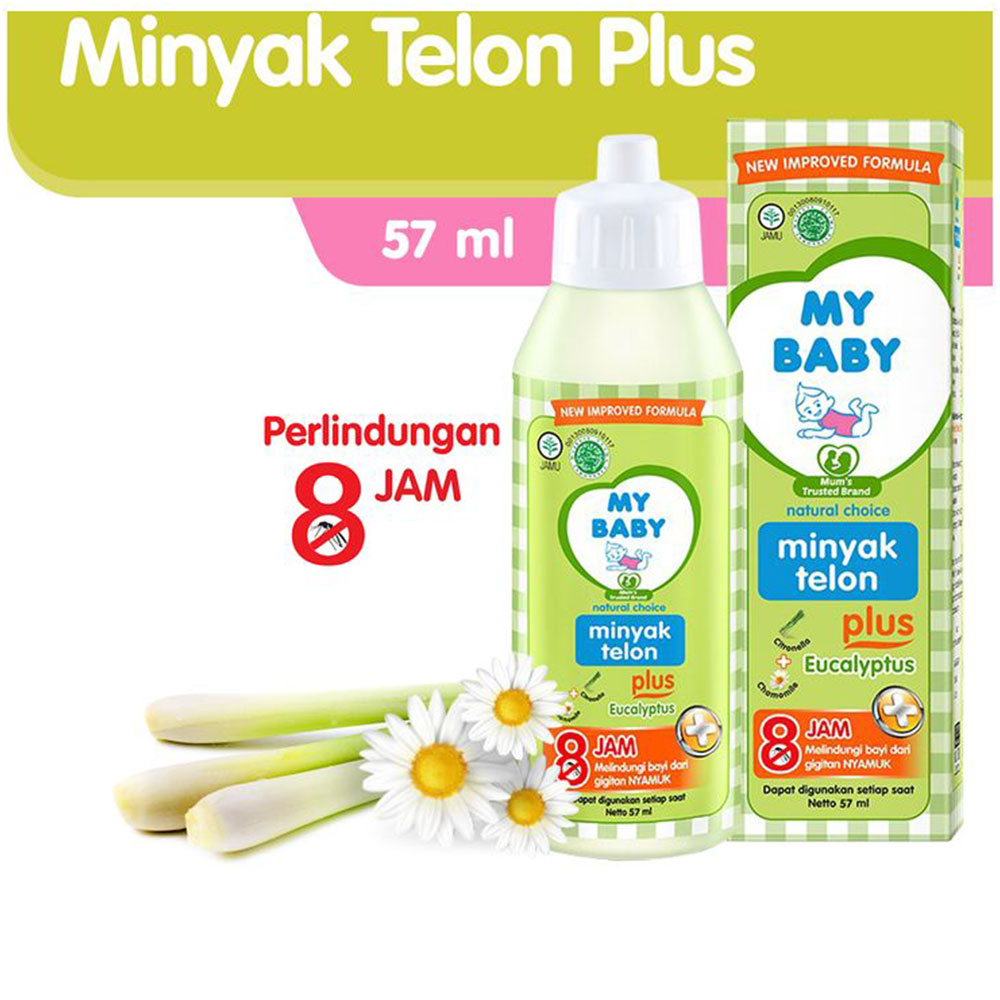 Minyak Telon Plus
57 ml
Perlindungan
8 JAM
NEW IMPROVED FORMULA
JAMU
00130080910117
MY
BABY
Mum's
Trusted Brand
natural choice
minyak
telon
plus
Eucalyptus
8 JAM
Melindungi bayi dari
gigitan NYAMUK
Dapat digunakan setiap saat
Netto 57 ml
NEW IMPROVED FORMULA
JAMU
00130080910117
MY
BABY
Mum's
Trusted Brand
natural choice
minyak
telon
plus
Citronella
+
Eucalyptus
Chamomile
8 JAM
Melindungi bayi dari
gigitan NYAMUK
Dapat digunakan setiap saat
Netto 57 ml